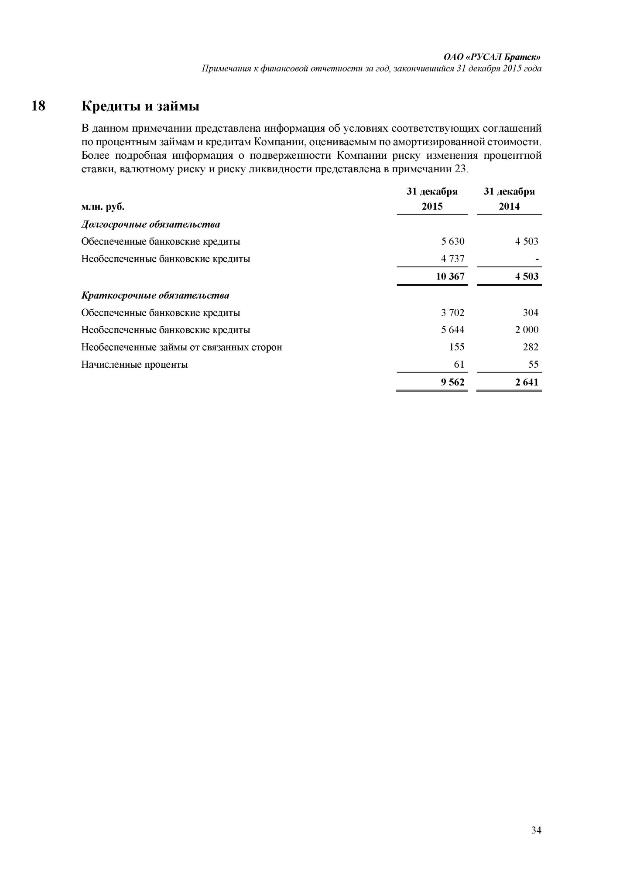 ОАО «РУСАЛ Братск»
Примечания к финансовой отчетности за год, закончившийся 31 декабря 2015 года
18 Кредиты и займы
В данном примечании представлена информация об условиях соответствующих соглашений
по процентным займам и кредитам Компании, оцениваемым по амортизированной стоимости.
Более подробная информация о подверженности Компании риску изменения процентной
ставки, валютному риску и риску ликвидности представлена в примечании 23.
31 декабря 31 декабря
млн. руб. 2015 2014
Долгосрочные обязательства
Обеспеченные банковские кредиты 5 630 4 503
Необеспеченные банковские кредиты 4 737 -
10 367 4 503
Краткосрочные обязательства
Обеспеченные банковские кредиты 3 702 304
Необеспеченные банковские кредиты 5 644 2 000
Необеспеченные займы от связанных сторон 155 282
Начисленные проценты 61 55
9 562 2 641
34